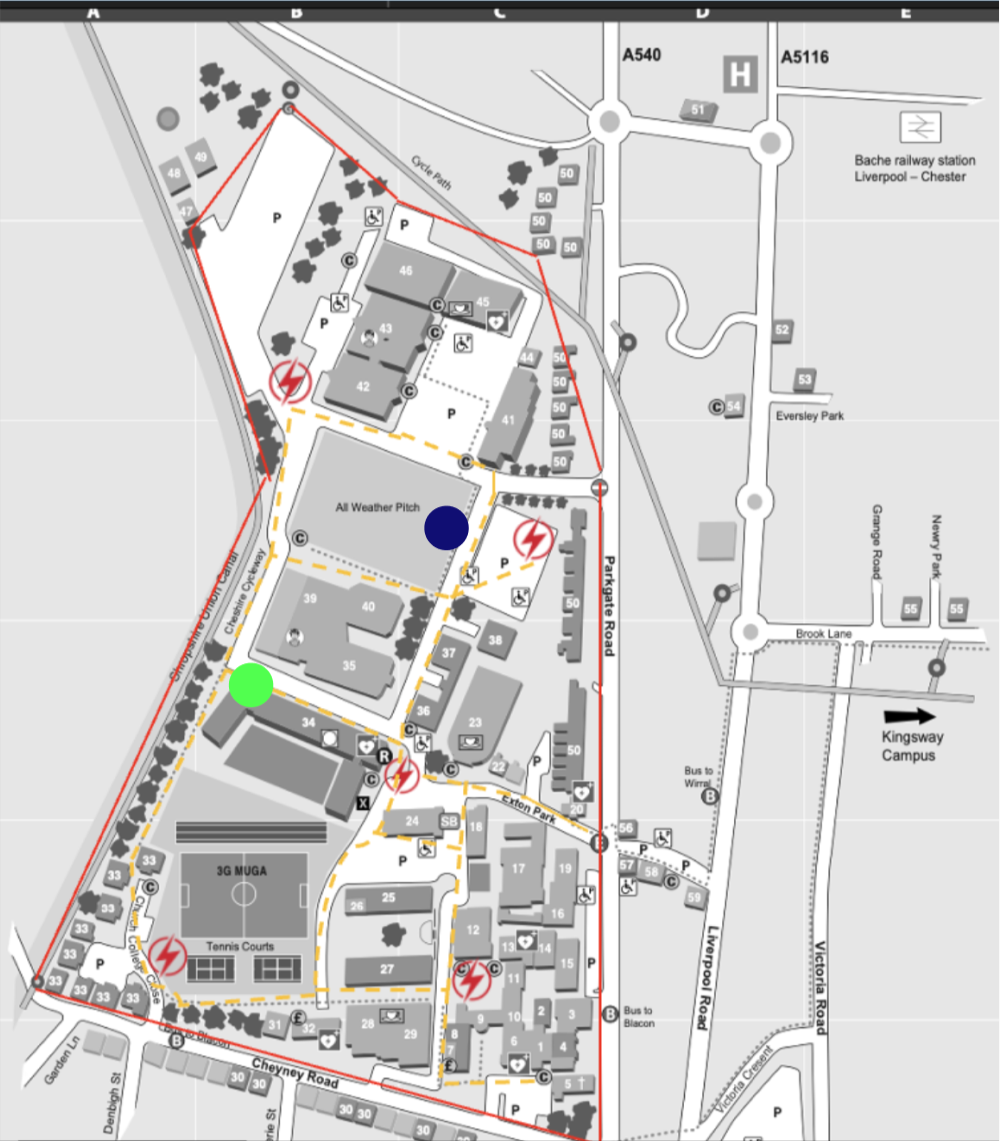 A B C D E
A540
H
A5116
51
Bache railway station
Liverpool – Chester
49
48
47
Cycle Path
50
50
50
50
50
P
P
P
P
46
45
C
C
C
43
42
C
44
50
50
50
50
50
41
C
52
53
C 54
Eversley Park
All Weather Pitch
C
P
Parkgate Road
Grange Road
Newry Park
55
55
Brook Lane
Shropshire Union Canal
Cheshire Cycleway
39
40
35
50
38
37
36
23
C
C
22
P
50
20
Kingsway
Campus
34
R
C
X
Exton Park
Bus to
Wirral
B
B
24
SB
18
P
56
P
P
57
58
C
59
17
19
16
3G MUGA
33
33
C
33
33
33
33
33
33
33
P
Church College Close
Tennis Courts
25
26
27
12
13
14
15
11
C
C
P
10
9
2
3
6
1
4
8
7
£
5
C
P
31
£
32
28
29
Bus to Blacon
B
Cheyney Road
Garden Ln
Denbigh St
30
30
30
30
30
B
Bus to
Blacon
Liverpool Road
Victoria Road
Victoria Crescent
P